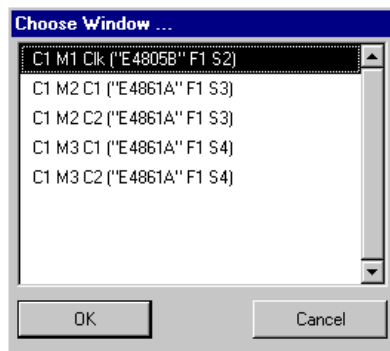 Choose Window ...
C1 M1 Clk ("E4805B" F1 S2)
C1 M2 C1 ("E4861A" F1 S3)
C1 M2 C2 ("E4861A" F1 S3)
C1 M3 C1 ("E4861A" F1 S4)
C1 M3 C2 ("E4861A" F1 S4)
OK Cancel